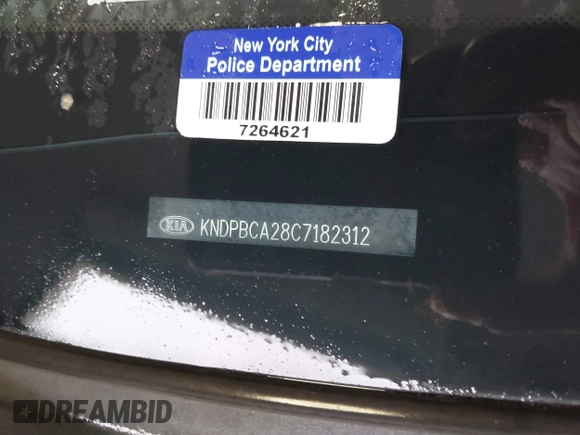 New York City
Police Department
7264621
KIA KNDPBCA28C7182312
DREAMBID